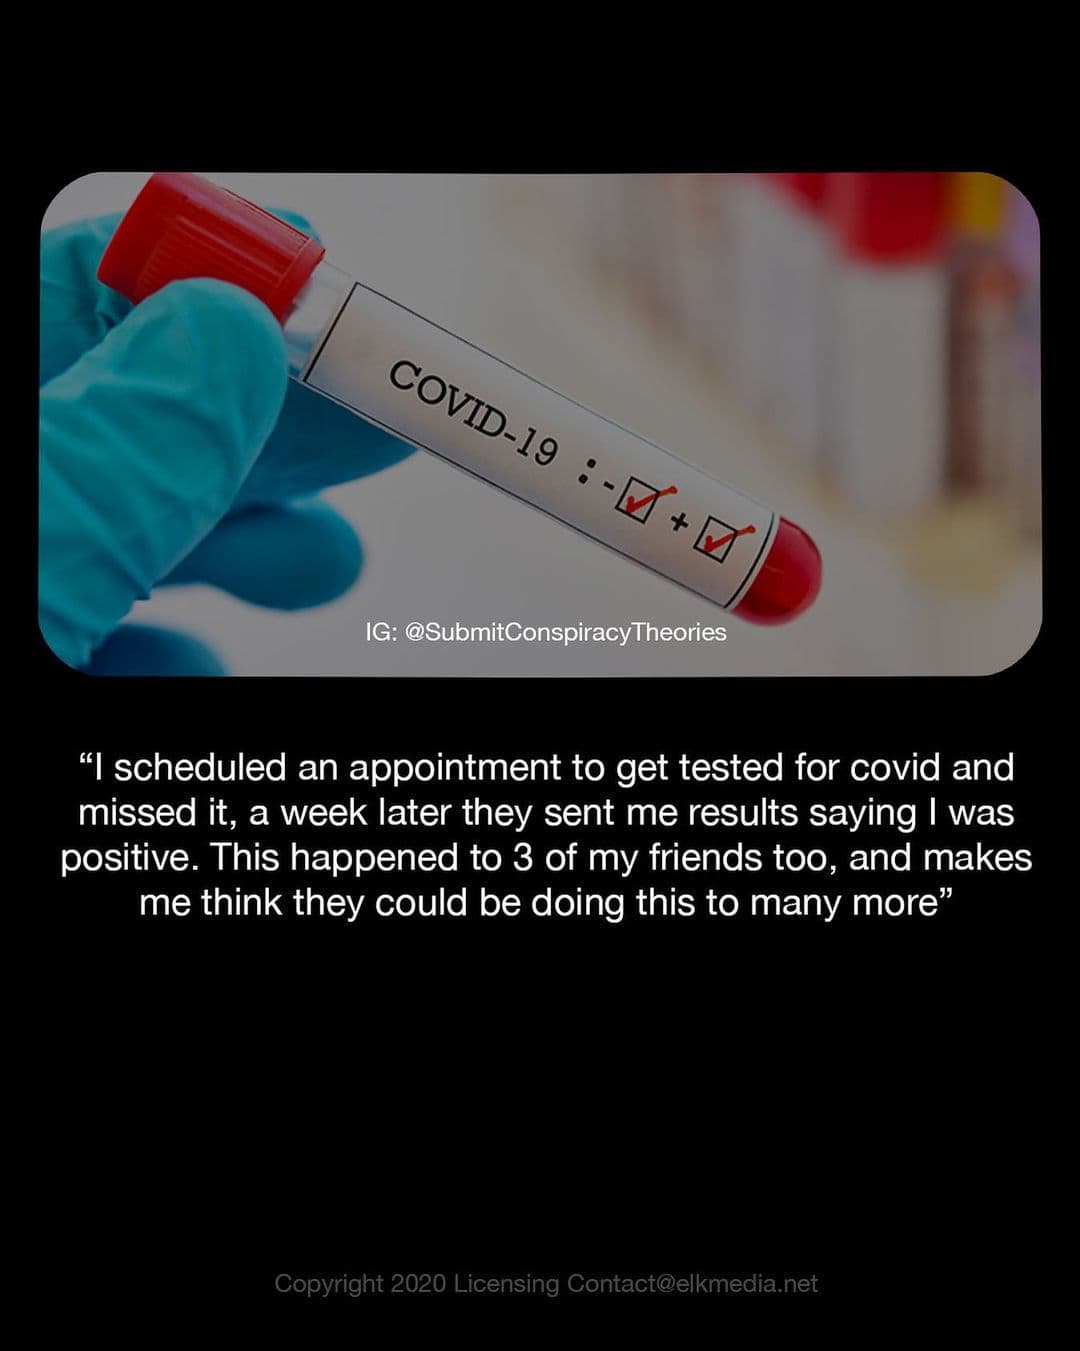 COVID-19 : - ☑ + ☑
IG: @SubmitConspiracyTheories
“I scheduled an appointment to get tested for covid and
missed it, a week later they sent me results saying I was
positive. This happened to 3 of my friends too, and makes
me think they could be doing this to many more”
Copyright 2020 Licensing Contact@elkmedia.net